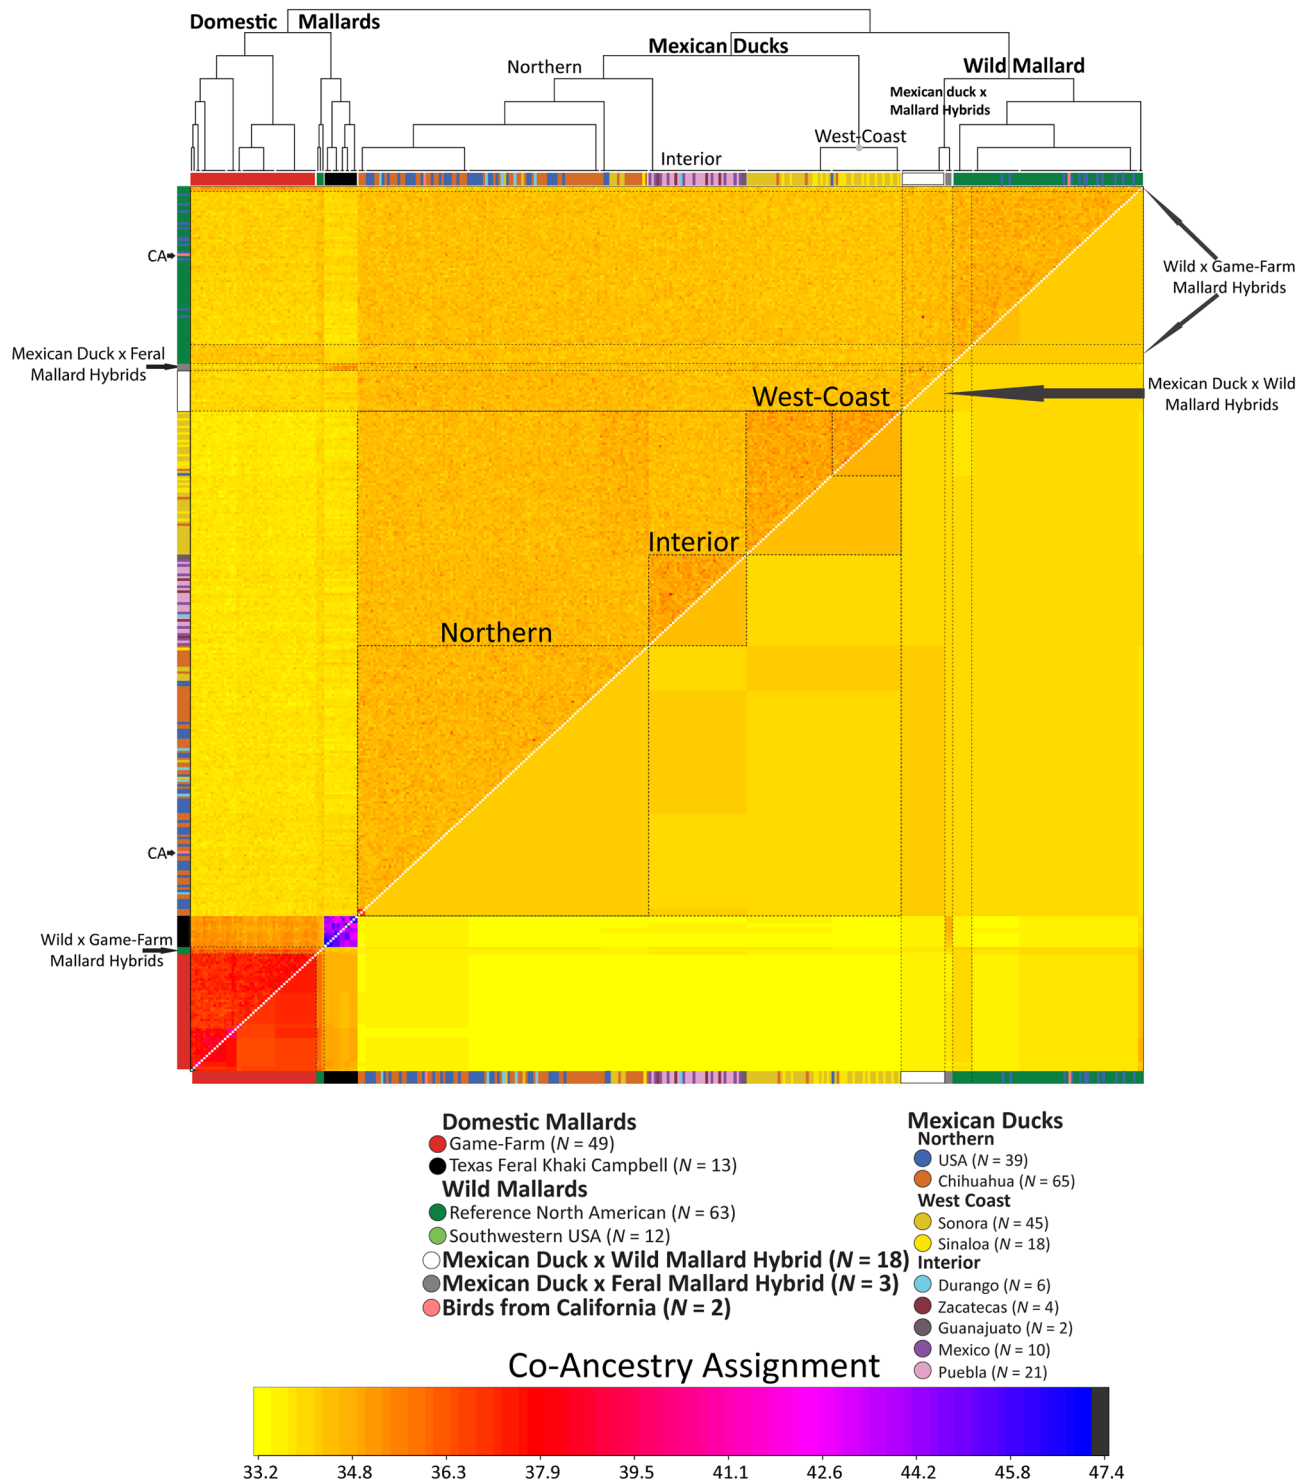 Domestic Mallards
Mexican Ducks
Northern
Wild Mallard
Mexican duck x
Mallard Hybrids
West-Coast
Interior
CA
Wild x Game-Farm
Mallard Hybrids
Mexican Duck x Feral
Mallard Hybrids
Mexican Duck x Wild
Mallard Hybrids
West-Coast
Interior
Northern
CA
Wild x Game-Farm
Mallard Hybrids
Domestic Mallards
Game-Farm (N = 49)
Texas Feral Khaki Campbell (N = 13)
Wild Mallards
Reference North American (N = 63)
Southwestern USA (N = 12)
Mexican Duck x Wild Mallard Hybrid (N = 18)
Mexican Duck x Feral Mallard Hybrid (N = 3)
Birds from California (N = 2)
Mexican Ducks
Northern
USA (N = 39)
Chihuahua (N = 65)
West Coast
Sonora (N = 45)
Sinaloa (N = 18)
Interior
Durango (N = 6)
Zacatecas (N = 4)
Guanajuato (N = 2)
Mexico (N = 10)
Puebla (N = 21)
Co-Ancestry Assignment
33.2 34.8 36.3 37.9 39.5 41.1 42.6 44.2 45.8 47.4